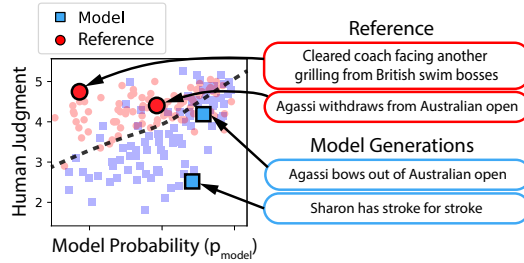 Model
Reference
5
4
3
2
Human Judgment
Model Probability (p_model)
Reference
Cleared coach facing another
grilling from British swim bosses
Agassi withdraws from Australian open
Model Generations
Agassi bows out of Australian open
Sharon has stroke for stroke